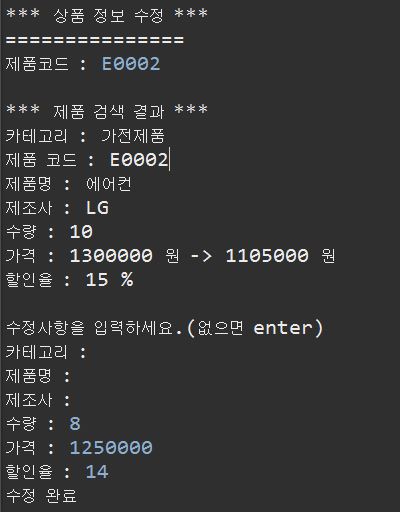 *** 상품 정보 수정 ***
===============
제품코드 : E0002
*** 제품 검색 결과 ***
카테고리 : 가전제품
제품 코드 : E0002
제품명 : 에어컨
제조사 : LG
수량 : 10
가격 : 1300000 원 -> 1105000 원
할인율 : 15 %
수정사항을 입력하세요.(없으면 enter)
카테고리 :
제품명 :
제조사 :
수량 : 8
가격 : 1250000
할인율 : 14
수정 완료